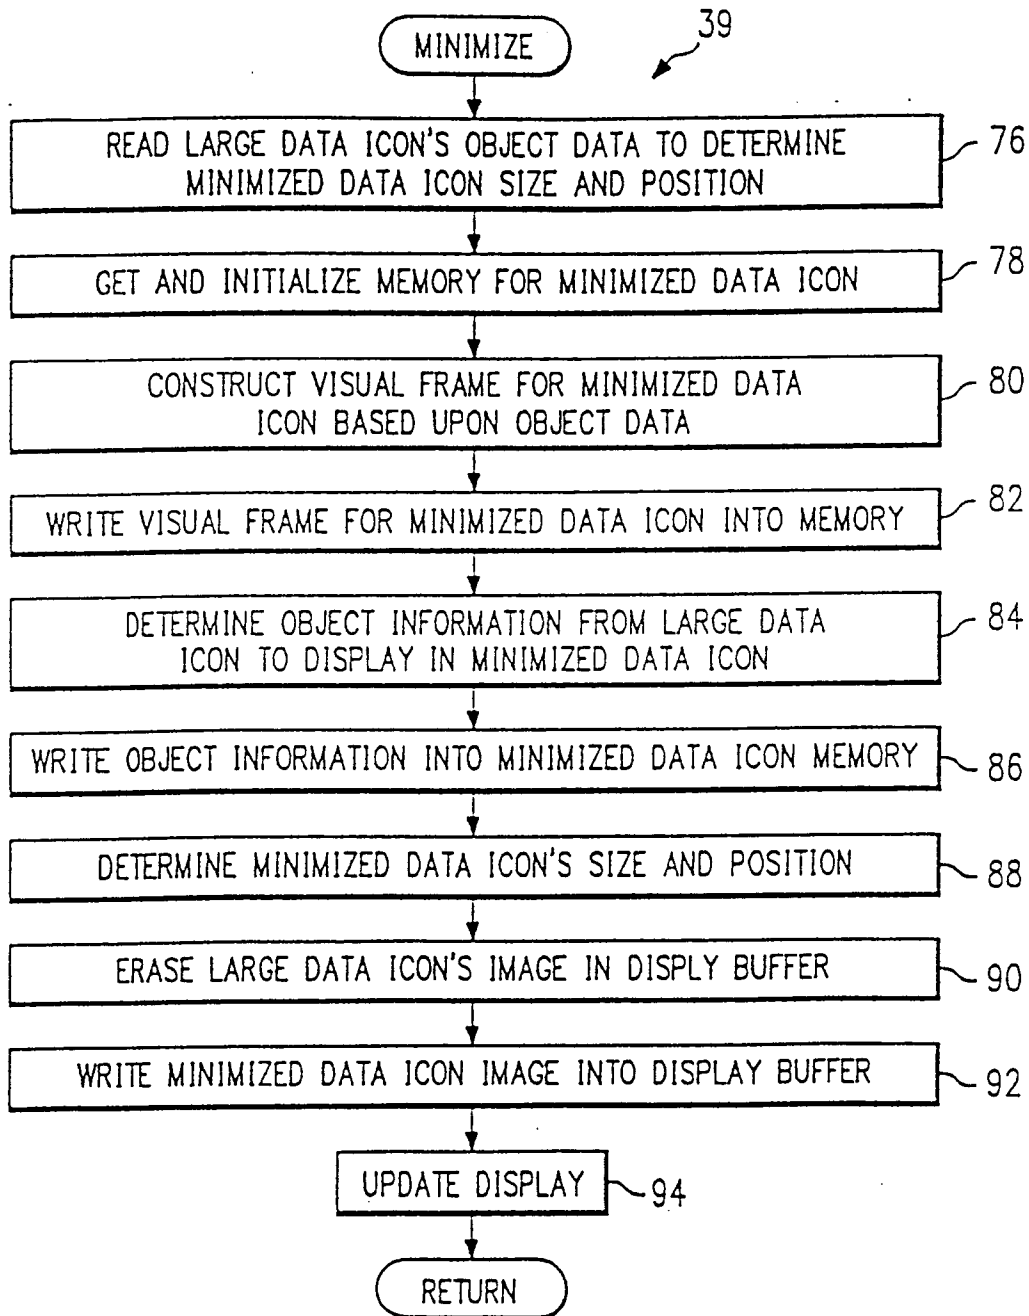 MINIMIZE
39
READ LARGE DATA ICON'S OBJECT DATA TO DETERMINE
MINIMIZED DATA ICON SIZE AND POSITION
76
GET AND INITIALIZE MEMORY FOR MINIMIZED DATA ICON
78
CONSTRUCT VISUAL FRAME FOR MINIMIZED DATA
ICON BASED UPON OBJECT DATA
80
WRITE VISUAL FRAME FOR MINIMIZED DATA ICON INTO MEMORY
82
DETERMINE OBJECT INFORMATION FROM LARGE DATA
ICON TO DISPLAY IN MINIMIZED DATA ICON
84
WRITE OBJECT INFORMATION INTO MINIMIZED DATA ICON MEMORY
86
DETERMINE MINIMIZED DATA ICON'S SIZE AND POSITION
88
ERASE LARGE DATA ICON'S IMAGE IN DISPLY BUFFER
90
WRITE MINIMIZED DATA ICON IMAGE INTO DISPLAY BUFFER
92
UPDATE DISPLAY
94
RETURN